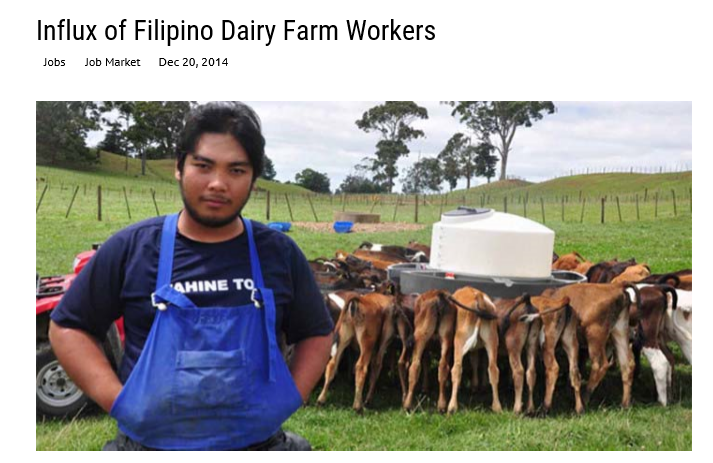 Influx of Filipino Dairy Farm Workers
Jobs Job Market Dec 20, 2014
AHINE TO